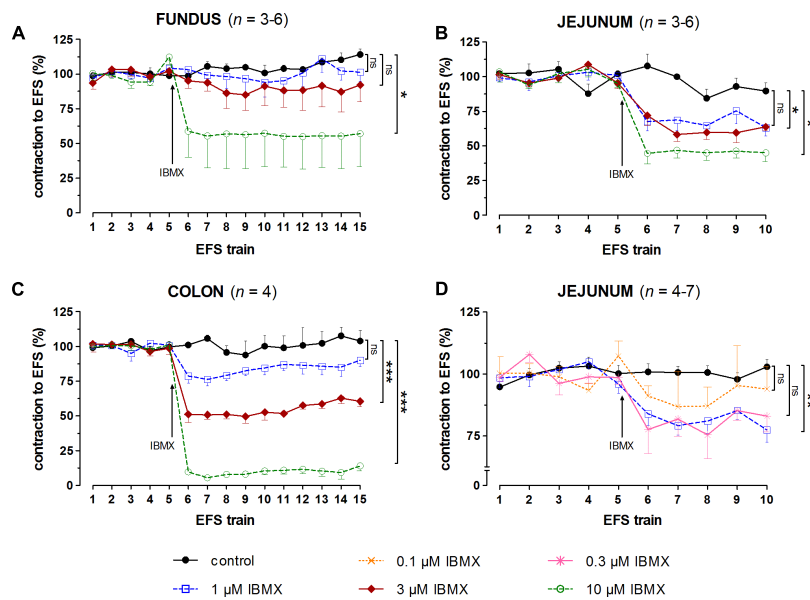 A
FUNDUS (n = 3-6)
contraction to EFS (%)
125
100
75
50
25
0
IBMX
ns
ns
*
1 2 3 4 5 6 7 8 9 10 11 12 13 14 15
EFS train
B
JEJUNUM (n = 3-6)
contraction to EFS (%)
125
100
75
50
25
0
IBMX
ns
*
1 2 3 4 5 6 7 8 9 10
EFS train
C
COLON (n = 4)
contraction to EFS (%)
125
100
75
50
25
0
IBMX
ns
***
***
1 2 3 4 5 6 7 8 9 10 11 12 13 14 15
EFS train
D
JEJUNUM (n = 4-7)
contraction to EFS (%)
125
100
75
0
IBMX
ns
ns
1 2 3 4 5 6 7 8 9 10
EFS train
control
0.1 µM IBMX
0.3 µM IBMX
1 µM IBMX
3 µM IBMX
10 µM IBMX